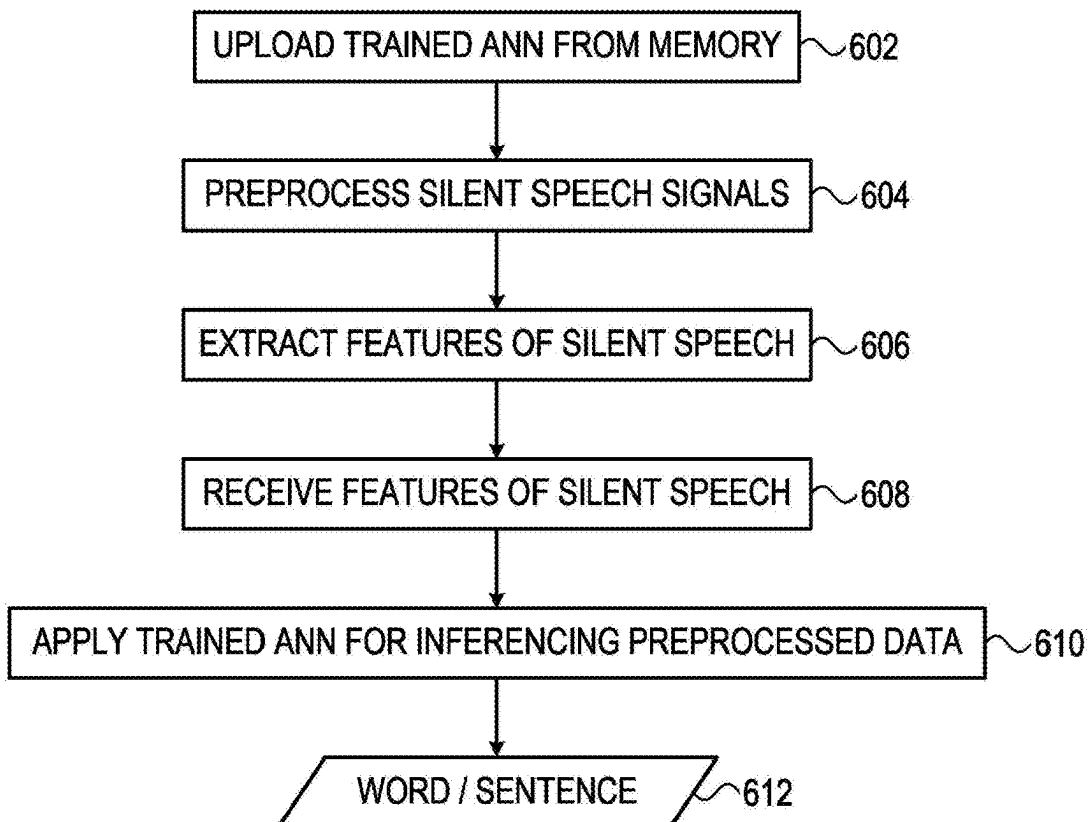 UPLOAD TRAINED ANN FROM MEMORY 602
PREPROCESS SILENT SPEECH SIGNALS 604
EXTRACT FEATURES OF SILENT SPEECH 606
RECEIVE FEATURES OF SILENT SPEECH 608
APPLY TRAINED ANN FOR INFERENCING PREPROCESSED DATA 610
WORD / SENTENCE 612